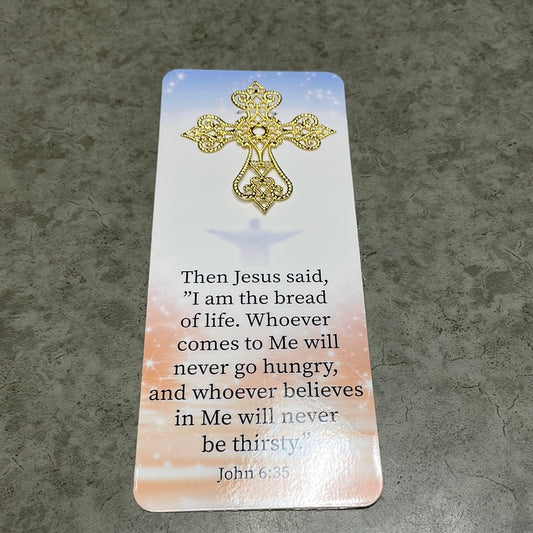 Then Jesus said,
”I am the bread
of life. Whoever
comes to Me will
never go hungry,
and whoever believes
in Me will never
be thirsty.”
John 6:35